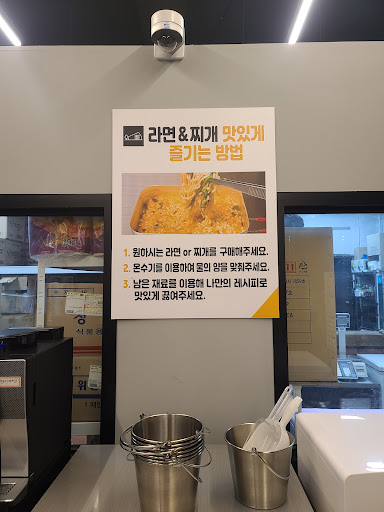 라면&찌개 맛있게
즐기는 방법
1. 원하시는 라면 or 찌개를 구매해주세요.
2. 온수기를 이용하여 물의 양을 맞춰주세요.
3. 남은 재료를 이용해 나만의 레시피로
맛있게 끓여주세요.
식품용